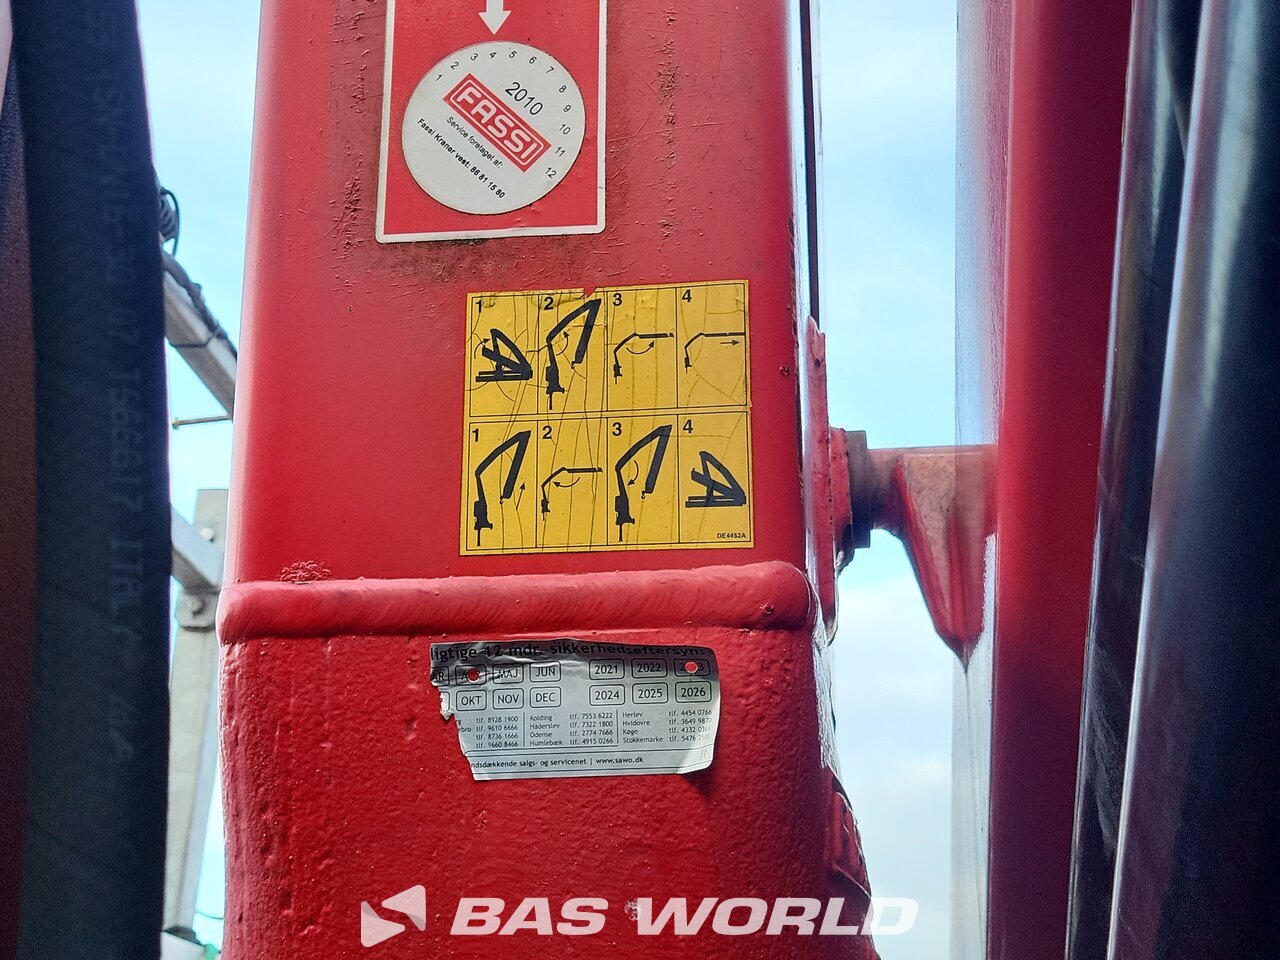 1 2 3 4 5 6 7 8 9 10 11 12
2010
FASSI
Service foretaget af:
Fassi Kraner vest: 86 81 15 80
1 2 3 4
1 2 3 4
DE4452A
12 mdr. sikkerhedseftersyn:
MAJ JUN 2021 2022
OKT NOV DEC 2024 2025 2026
tlf. 8928 1900 Kolding tlf. 7553 6222 Herlev tlf. 4454 0766
tlf. 9610 6666 Haderslev tlf. 7322 1800 Hvidovre tlf. 3649 9870
tlf. 8736 1666 Odense tlf. 2774 7666 Køge tlf. 4332 0366
tlf. 9660 8466 Humlebæk tlf. 4915 0266 Stokkemarke tlf. 5476 2500
ndsdækkende salgs- og servicenet | www.sawo.dk
BAS WORLD